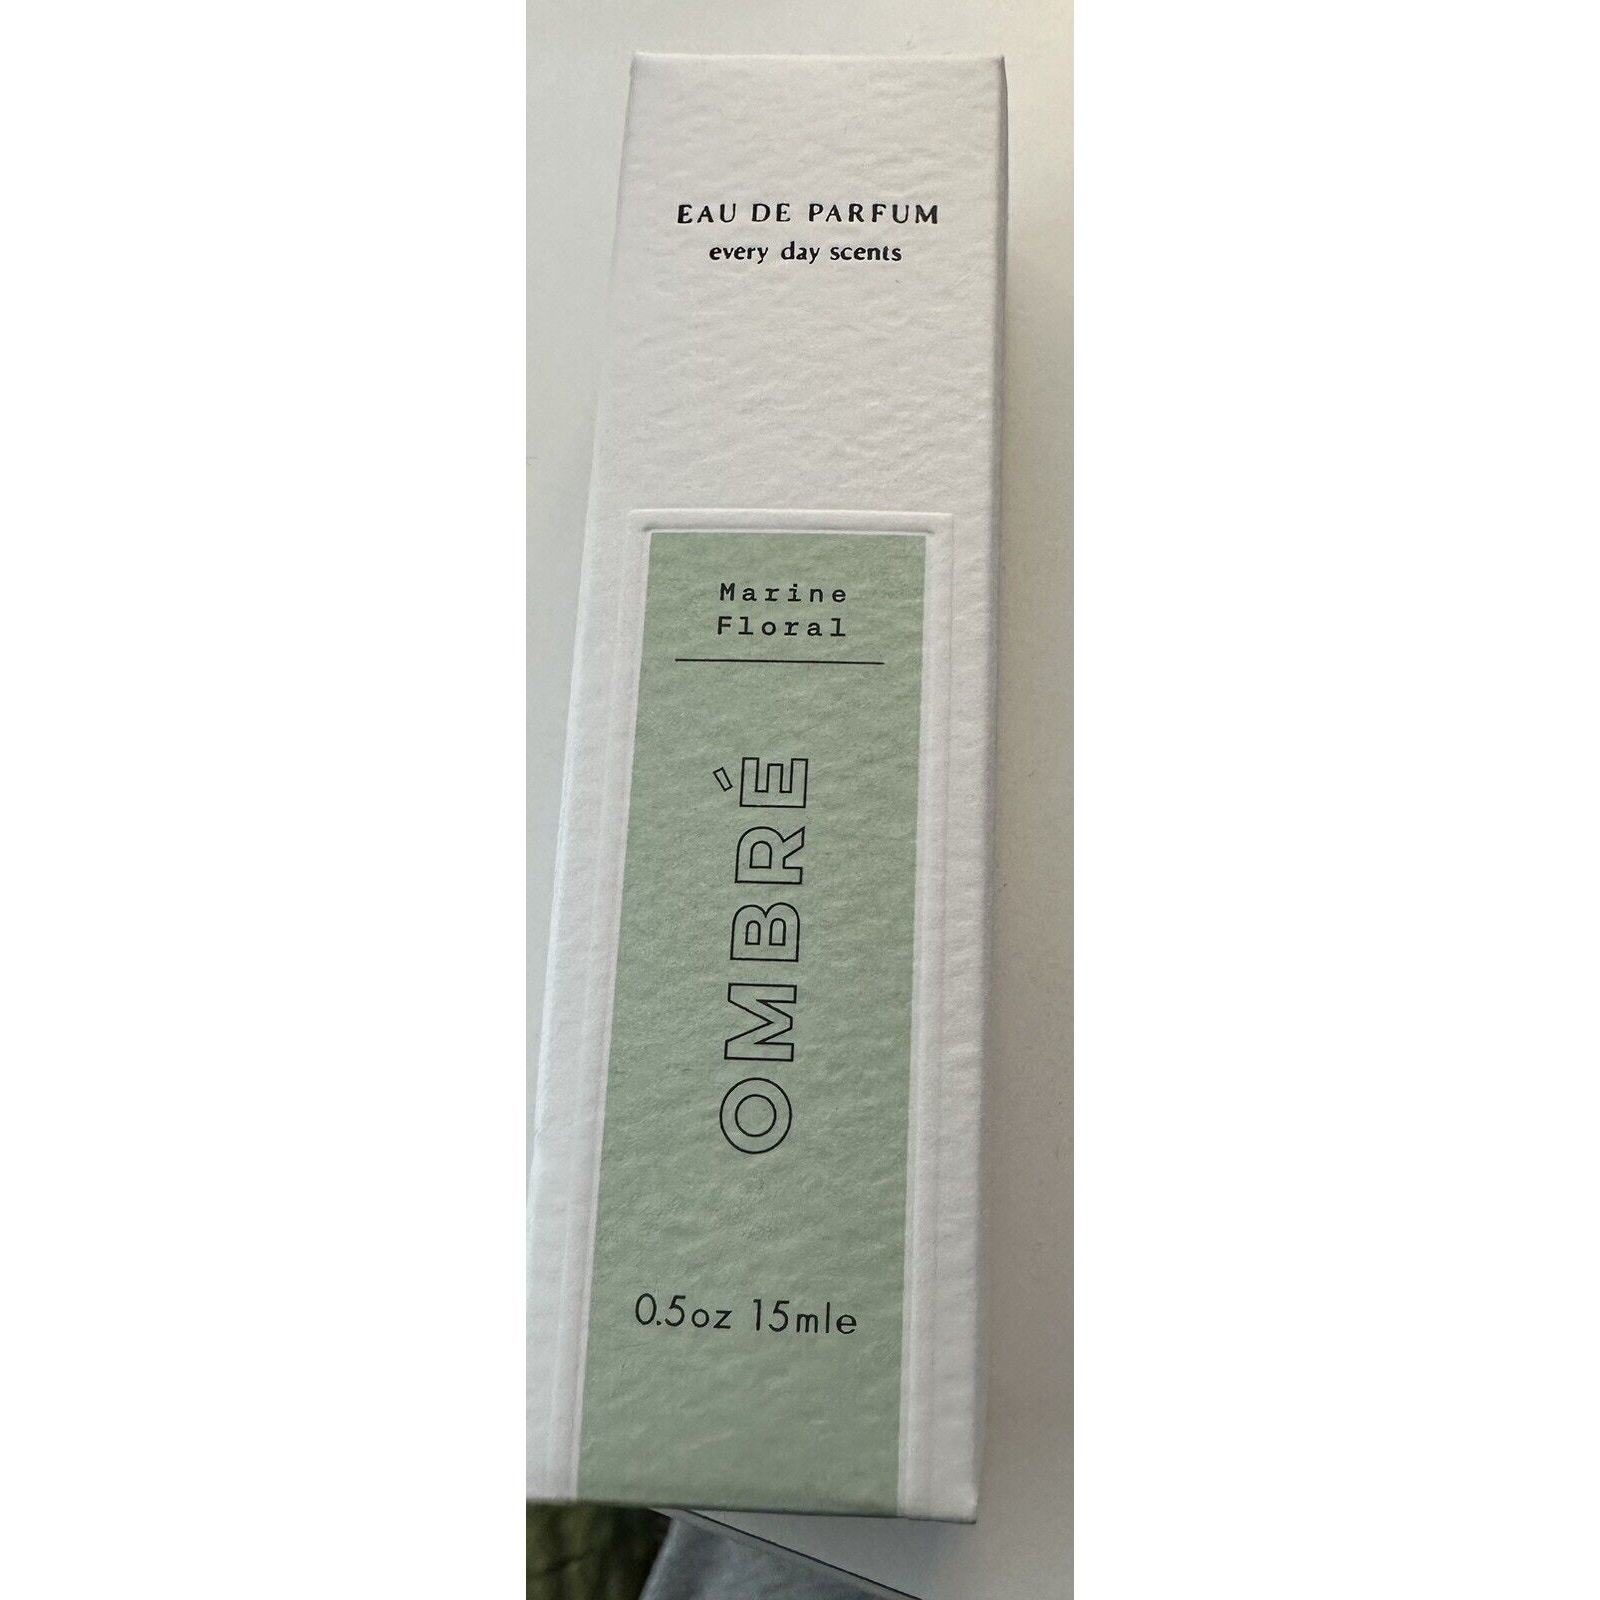 EAU DE PARFUM
every day scents
Marine
Floral
OMBRÉ
0.5oz 15mle